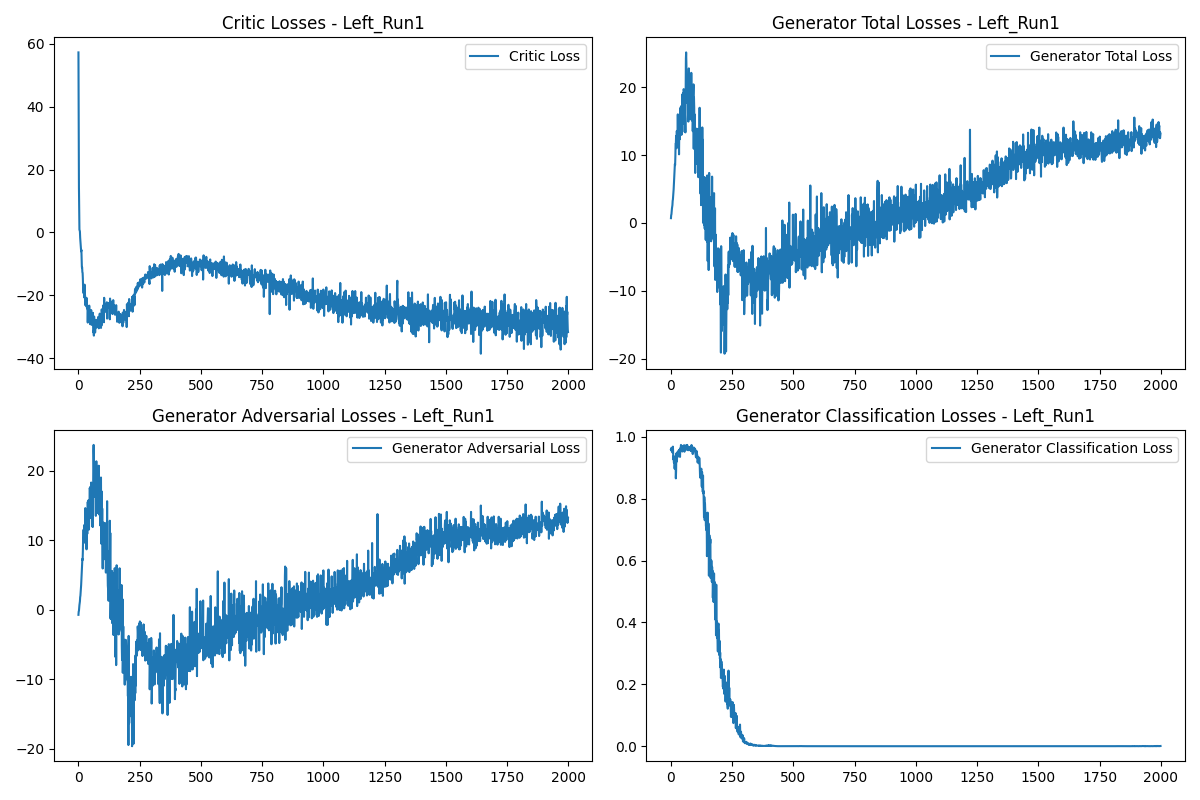 Critic Losses - Left_Run1
Critic Loss
60
40
20
0
−20
−40
0 250 500 750 1000 1250 1500 1750 2000
Generator Total Losses - Left_Run1
Generator Total Loss
20
10
0
−10
−20
0 250 500 750 1000 1250 1500 1750 2000
Generator Adversarial Losses - Left_Run1
Generator Adversarial Loss
20
10
0
−10
−20
0 250 500 750 1000 1250 1500 1750 2000
Generator Classification Losses - Left_Run1
Generator Classification Loss
1.0
0.8
0.6
0.4
0.2
0.0
0 250 500 750 1000 1250 1500 1750 2000